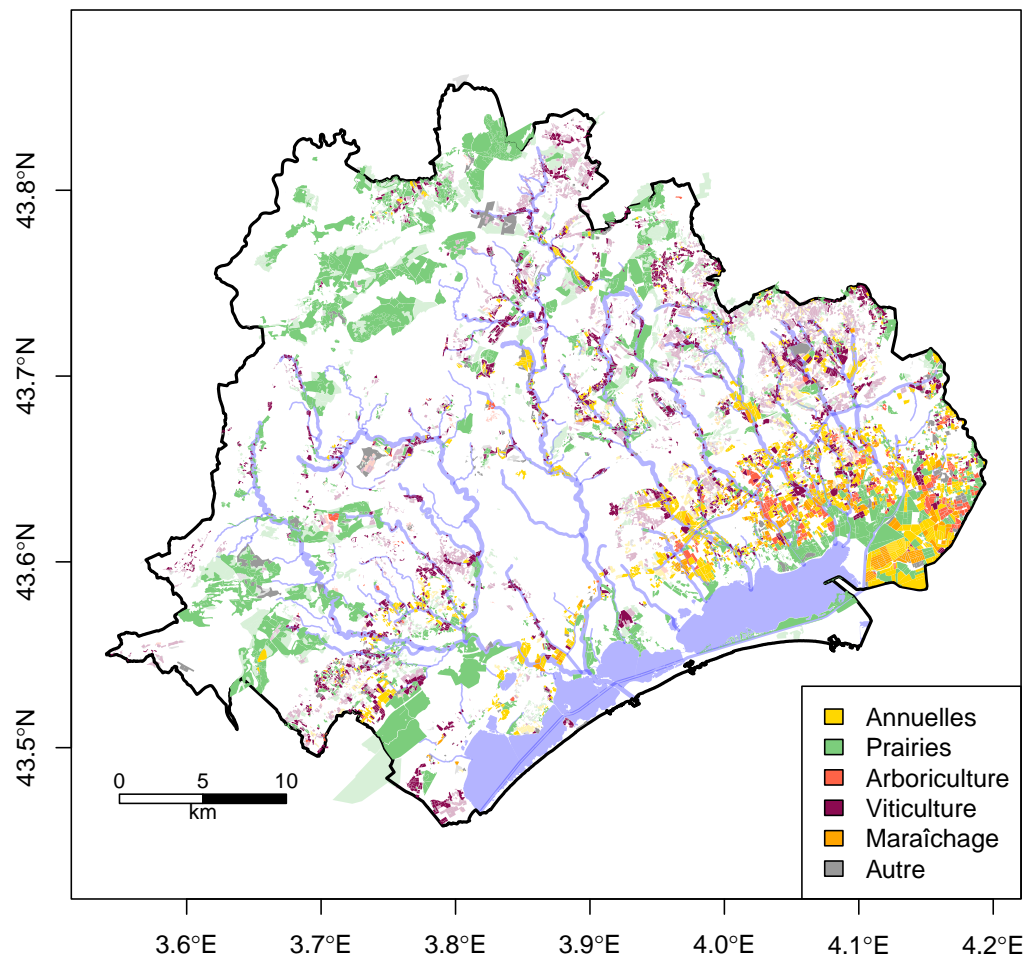 43.8°N
43.7°N
43.6°N
43.5°N
0 5 10
km
Annuelles
Prairies
Arboriculture
Viticulture
Maraîchage
Autre
3.6°E 3.7°E 3.8°E 3.9°E 4.0°E 4.1°E 4.2°E